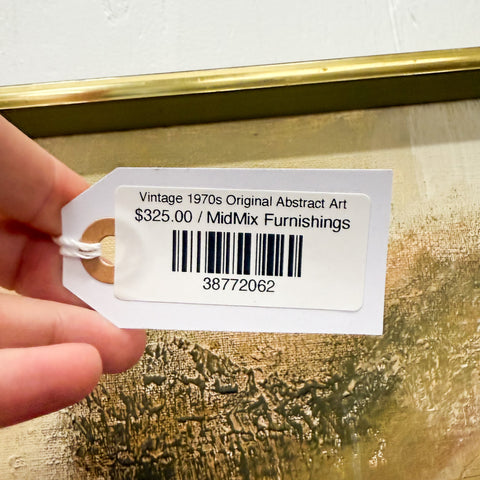 Vintage 1970s Original Abstract Art
$325.00 / MidMix Furnishings
38772062